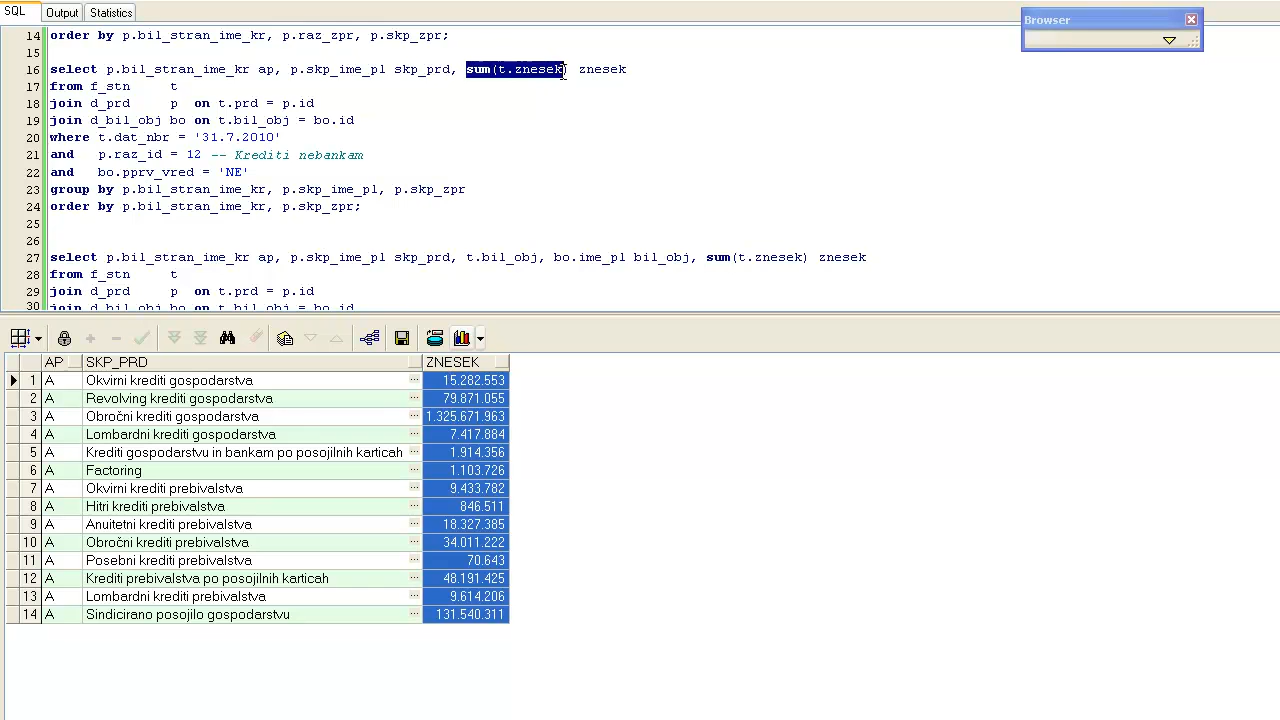 SQL Output Statistics
Browser
14 order by p.bil_stran_ime_kr, p.raz_zpr, p.skp_zpr;
15
16 select p.bil_stran_ime_kr ap, p.skp_ime_pl skp_prd, sum(t.znesek) znesek
17 from f_stn t
18 join d_prd p on t.prd = p.id
19 join d_bil_obj bo on t.bil_obj = bo.id
20 where t.dat_nbr = '31.7.2010'
21 and p.raz_id = 12 -- Krediti nebankam
22 and bo.pprv_vred = 'NE'
23 group by p.bil_stran_ime_kr, p.skp_ime_pl, p.skp_zpr
24 order by p.bil_stran_ime_kr, p.skp_zpr;
25
26
27 select p.bil_stran_ime_kr ap, p.skp_ime_pl skp_prd, t.bil_obj, bo.ime_pl bil_obj, sum(t.znesek) znesek
28 from f_stn t
29 join d_prd p on t.prd = p.id
30 join d_bil_obj bo on t.bil_obj = bo.id
AP SKP_PRD ZNESEK
1 A Okvirni krediti gospodarstva ... 15.282.553
2 A Revolving krediti gospodarstva ... 79.871.055
3 A Obročni krediti gospodarstva ... 1.325.671.963
4 A Lombardni krediti gospodarstva ... 7.417.884
5 A Krediti gospodarstvu in bankam po posojilnih karticah ... 1.914.356
6 A Factoring ... 1.103.726
7 A Okvirni krediti prebivalstva ... 9.433.782
8 A Hitri krediti prebivalstva ... 846.511
9 A Anuitetni krediti prebivalstva ... 18.327.385
10 A Obročni krediti prebivalstva ... 34.011.222
11 A Posebni krediti prebivalstva ... 70.643
12 A Krediti prebivalstva po posojilnih karticah ... 48.191.425
13 A Lombardni krediti prebivalstva ... 9.614.206
14 A Sindicirano posojilo gospodarstvu ... 131.540.311